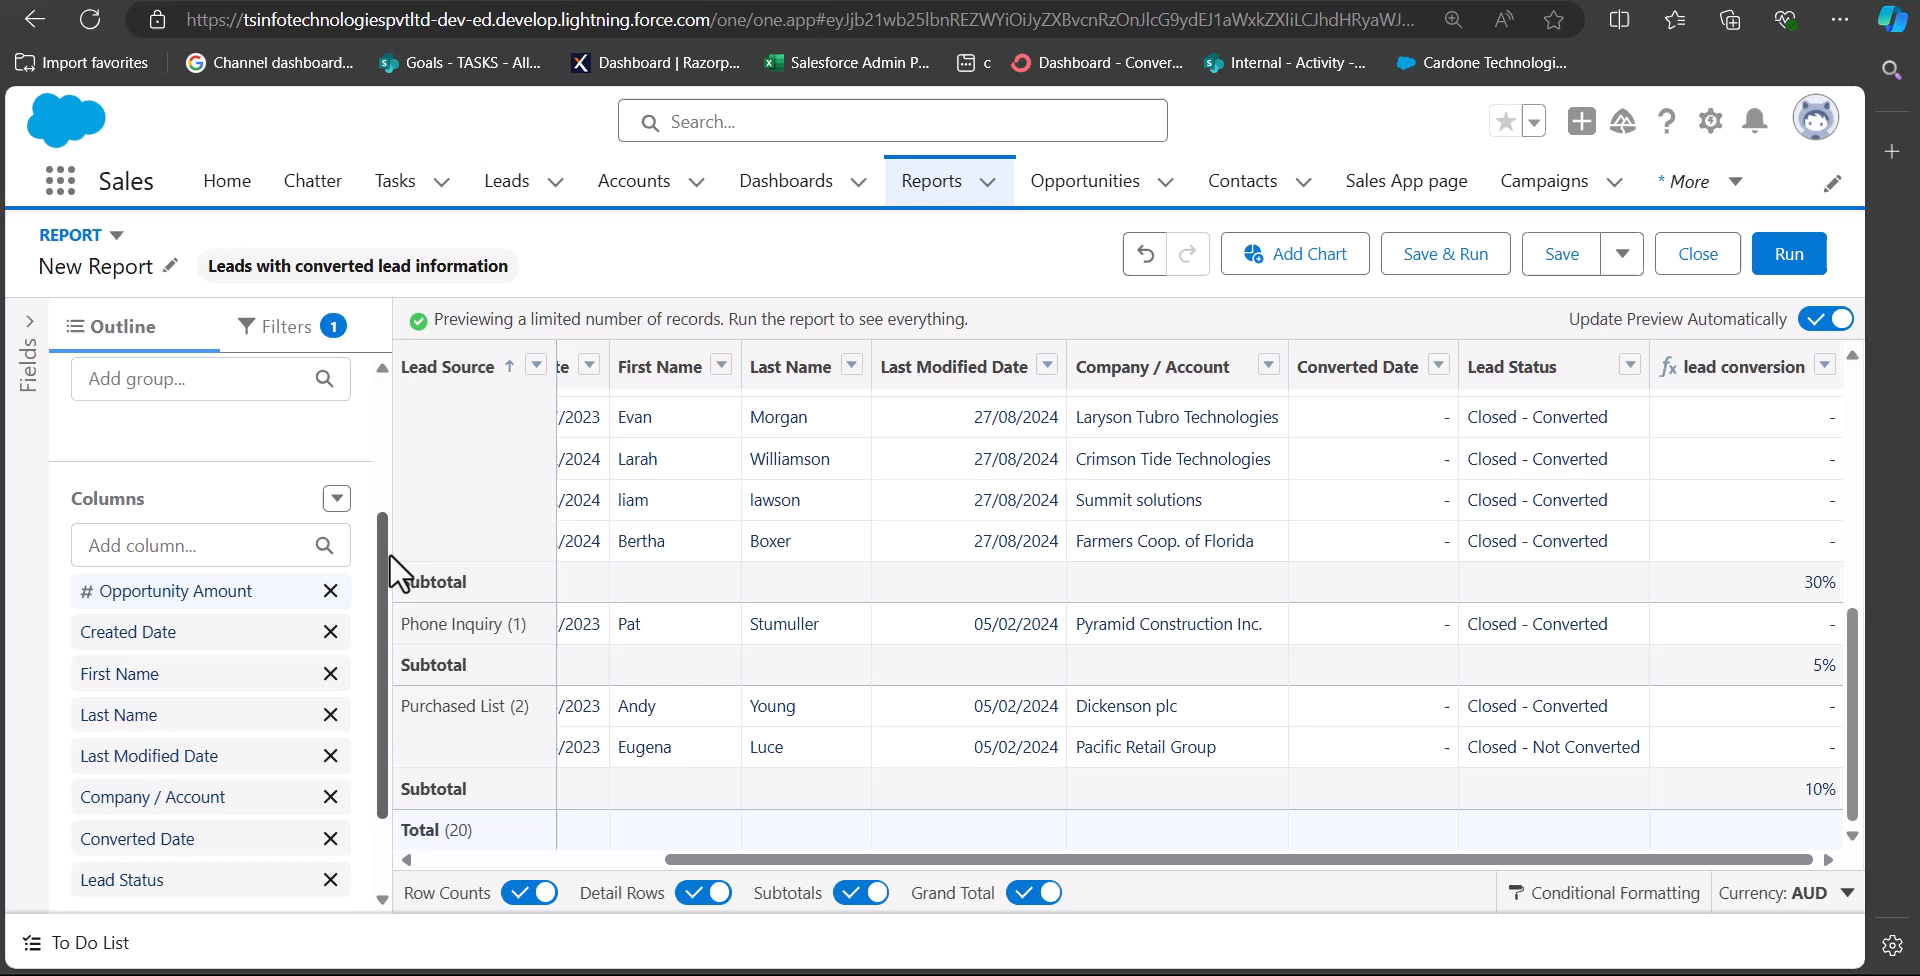 https://tsinfotechnologiespvtltd-dev-ed.develop.lightning.force.com/one/one.app#eyJjb21wb25lbnREZWYiOiJyZXBvcnRzOnJlcG9ydEJ1aWxkZXIiLCJhdHRyaWJ...
Import favorites
Channel dashboard...
Goals - TASKS - All...
Dashboard | Razorp...
Salesforce Admin P...
c
Dashboard - Conver...
Internal - Activity -...
Cardone Technologi...
Search...
Sales
Home
Chatter
Tasks
Leads
Accounts
Dashboards
Reports
Opportunities
Contacts
Sales App page
Campaigns
* More
REPORT
New Report
Leads with converted lead information
Add Chart
Save & Run
Save
Close
Run
Fields
Outline
Filters 1
Previewing a limited number of records. Run the report to see everything.
Update Preview Automatically
Add group...
Columns
Add column...
# Opportunity Amount
Created Date
First Name
Last Name
Last Modified Date
Company / Account
Converted Date
Lead Status
Lead Source ↑ te First Name Last Name Last Modified Date Company / Account Converted Date Lead Status fx lead conversion
/2023 Evan Morgan 27/08/2024 Laryson Tubro Technologies - Closed - Converted -
/2024 Larah Williamson 27/08/2024 Crimson Tide Technologies - Closed - Converted -
/2024 liam lawson 27/08/2024 Summit solutions - Closed - Converted -
/2024 Bertha Boxer 27/08/2024 Farmers Coop. of Florida - Closed - Converted -
Subtotal 30%
Phone Inquiry (1) /2023 Pat Stumuller 05/02/2024 Pyramid Construction Inc. - Closed - Converted -
Subtotal 5%
Purchased List (2) /2023 Andy Young 05/02/2024 Dickenson plc - Closed - Converted -
/2023 Eugena Luce 05/02/2024 Pacific Retail Group - Closed - Not Converted -
Subtotal 10%
Total (20)
Row Counts
Detail Rows
Subtotals
Grand Total
Conditional Formatting
Currency: AUD
To Do List